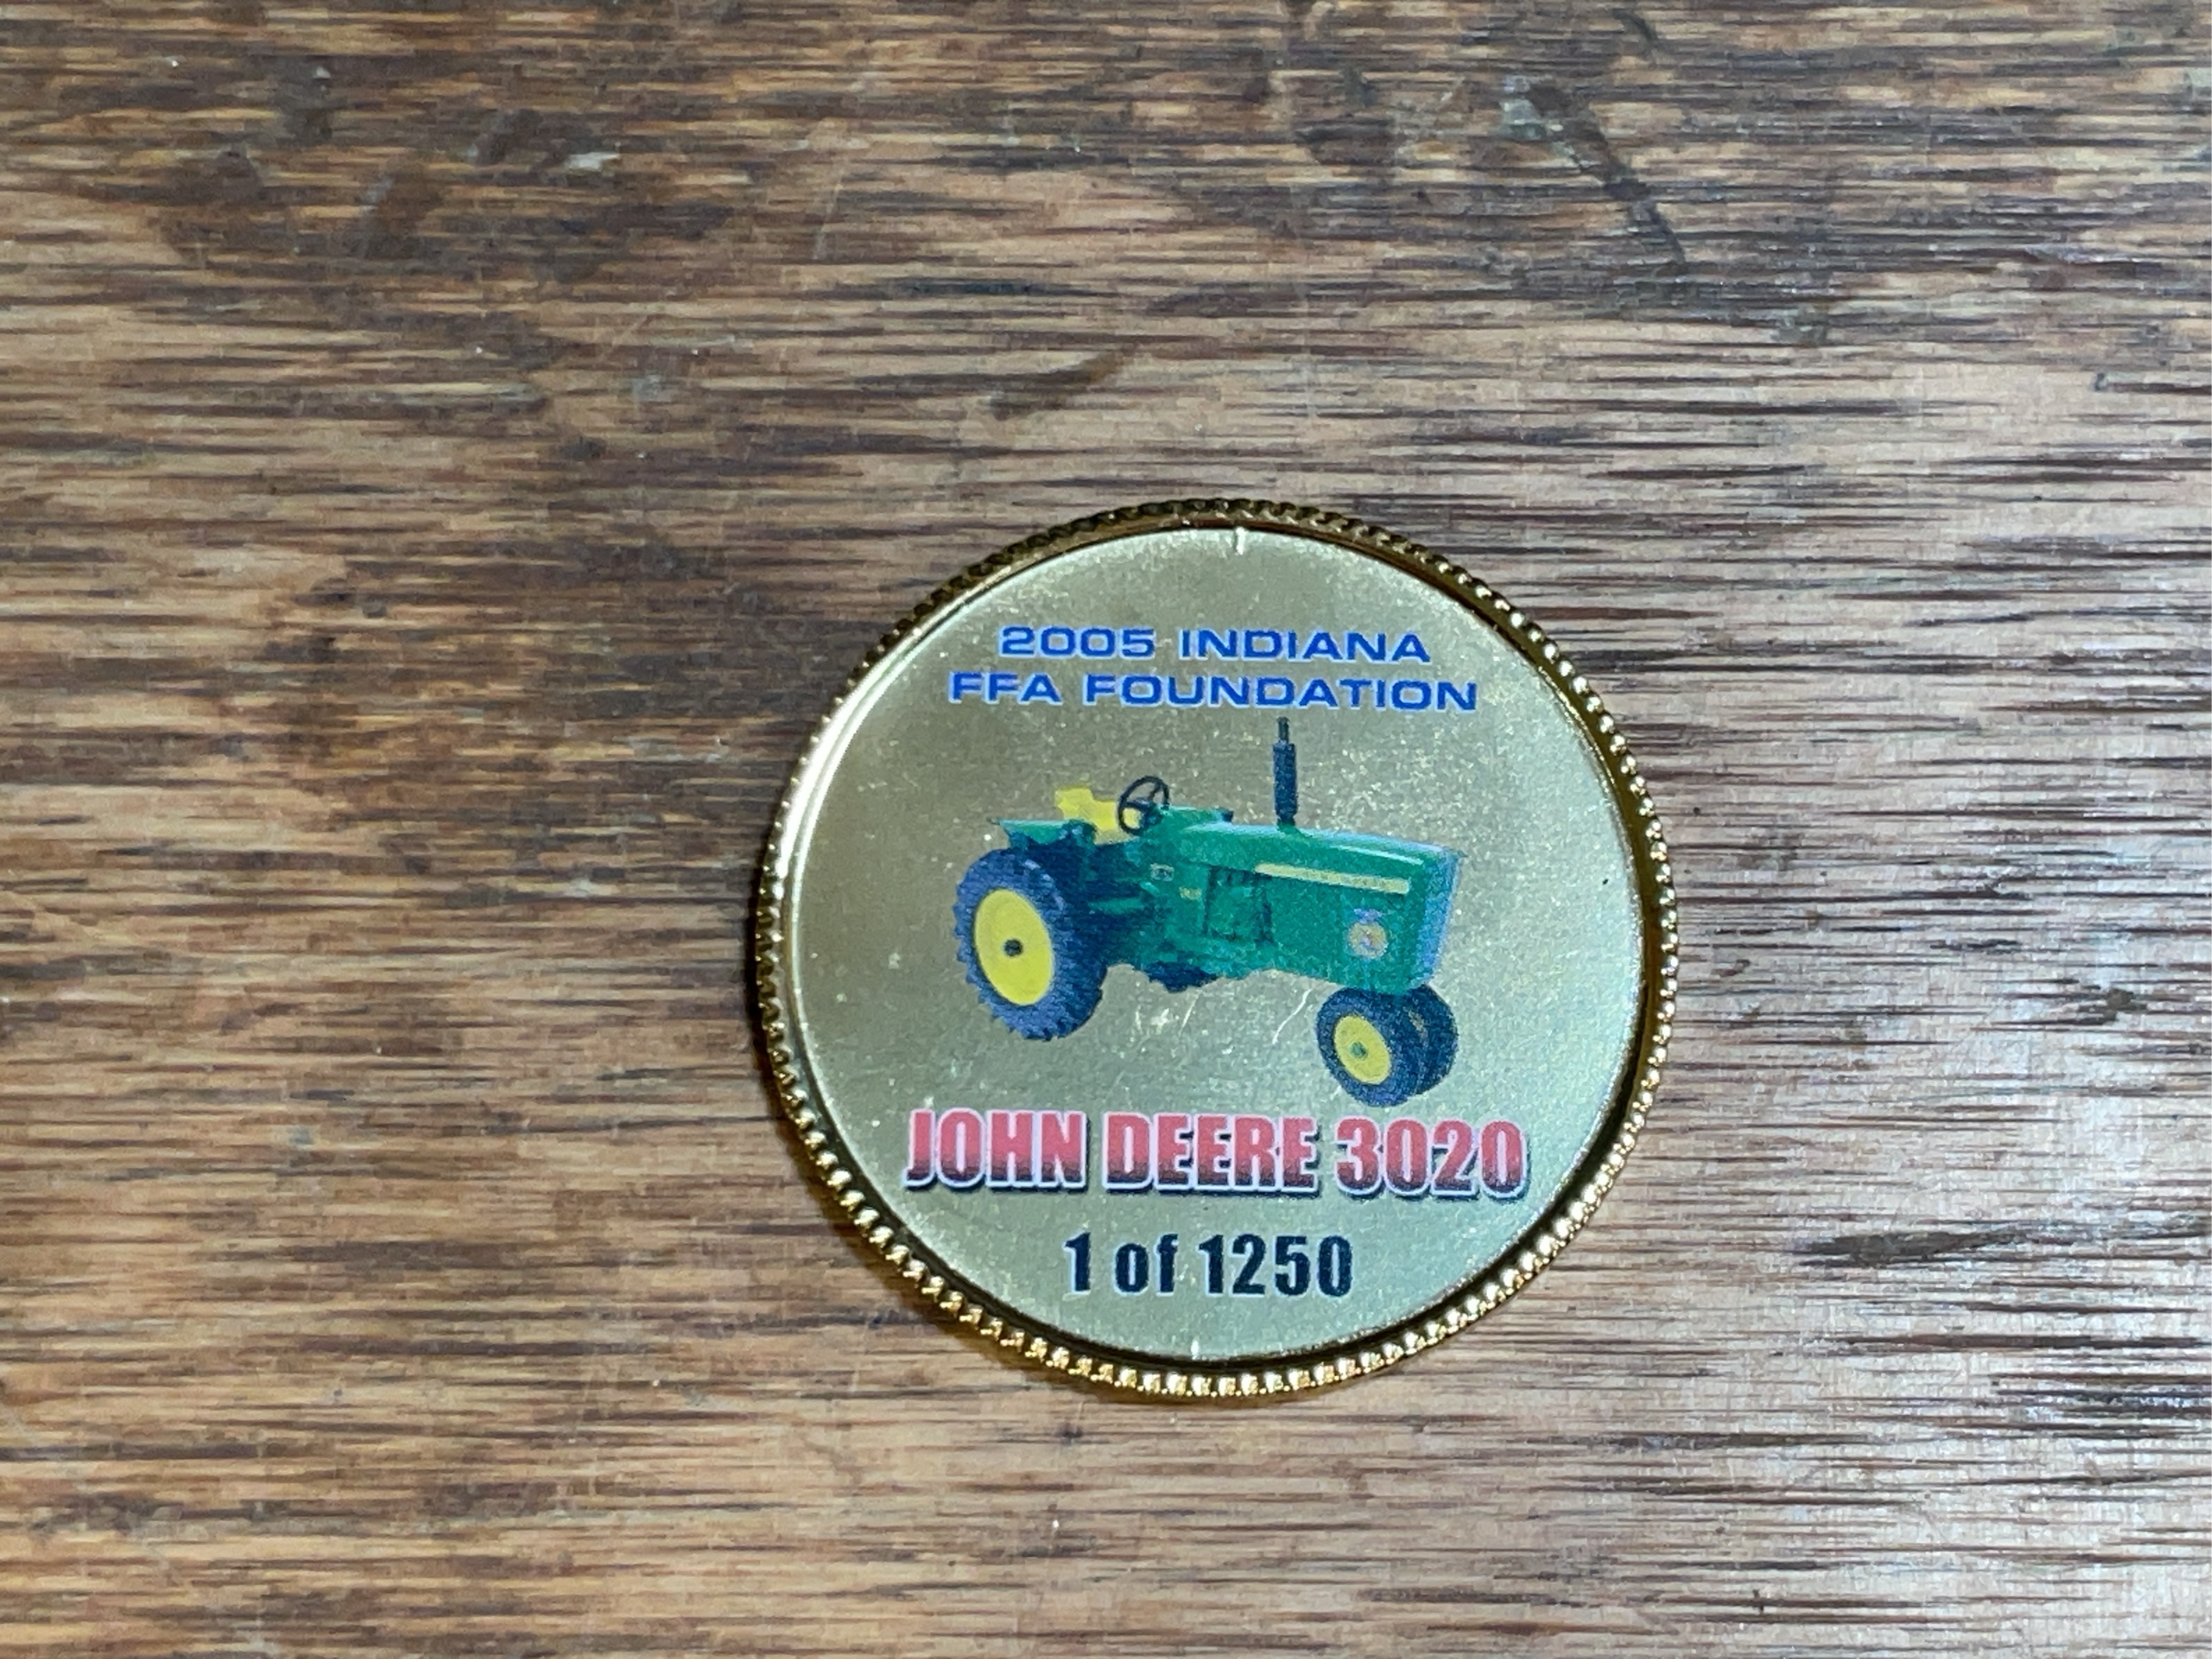 2005 INDIANA
FFA FOUNDATION
JOHN DEERE 3020
1 of 1250